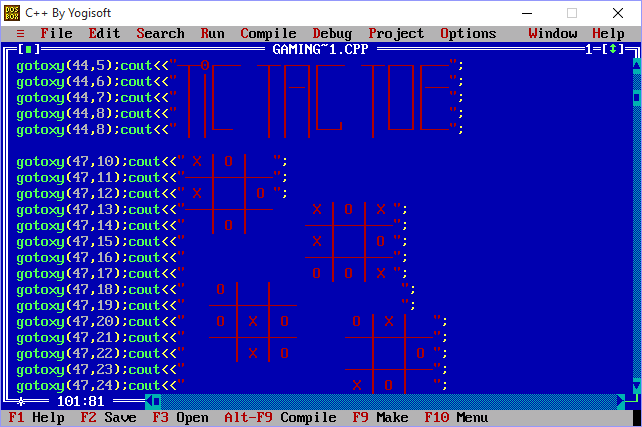 C++ By Yogisoft
≡ File Edit Search Run Compile Debug Project Options Window Help
[■] GAMING~1.CPP 1=[↕]
gotoxy(44,5);cout<<" ";
gotoxy(44,6);cout<<" ";
gotoxy(44,7);cout<<" ";
gotoxy(44,8);cout<<" ";
gotoxy(44,8);cout<<" ";
gotoxy(47,10);cout<<" X | O | ";
gotoxy(47,11);cout<<" ";
gotoxy(47,12);cout<<" X | | O ";
gotoxy(47,13);cout<<" X | O | X ";
gotoxy(47,14);cout<<" | O | ";
gotoxy(47,15);cout<<" X | | O ";
gotoxy(47,16);cout<<" ";
gotoxy(47,17);cout<<" O | O | X ";
gotoxy(47,18);cout<<" O | | ";
gotoxy(47,19);cout<<" ";
gotoxy(47,20);cout<<" O | X | O O | X | ";
gotoxy(47,21);cout<<" ";
gotoxy(47,22);cout<<" | X | O | | O ";
gotoxy(47,23);cout<<" ";
gotoxy(47,24);cout<<" X | O | ";
101:81
F1 Help F2 Save F3 Open Alt-F9 Compile F9 Make F10 Menu